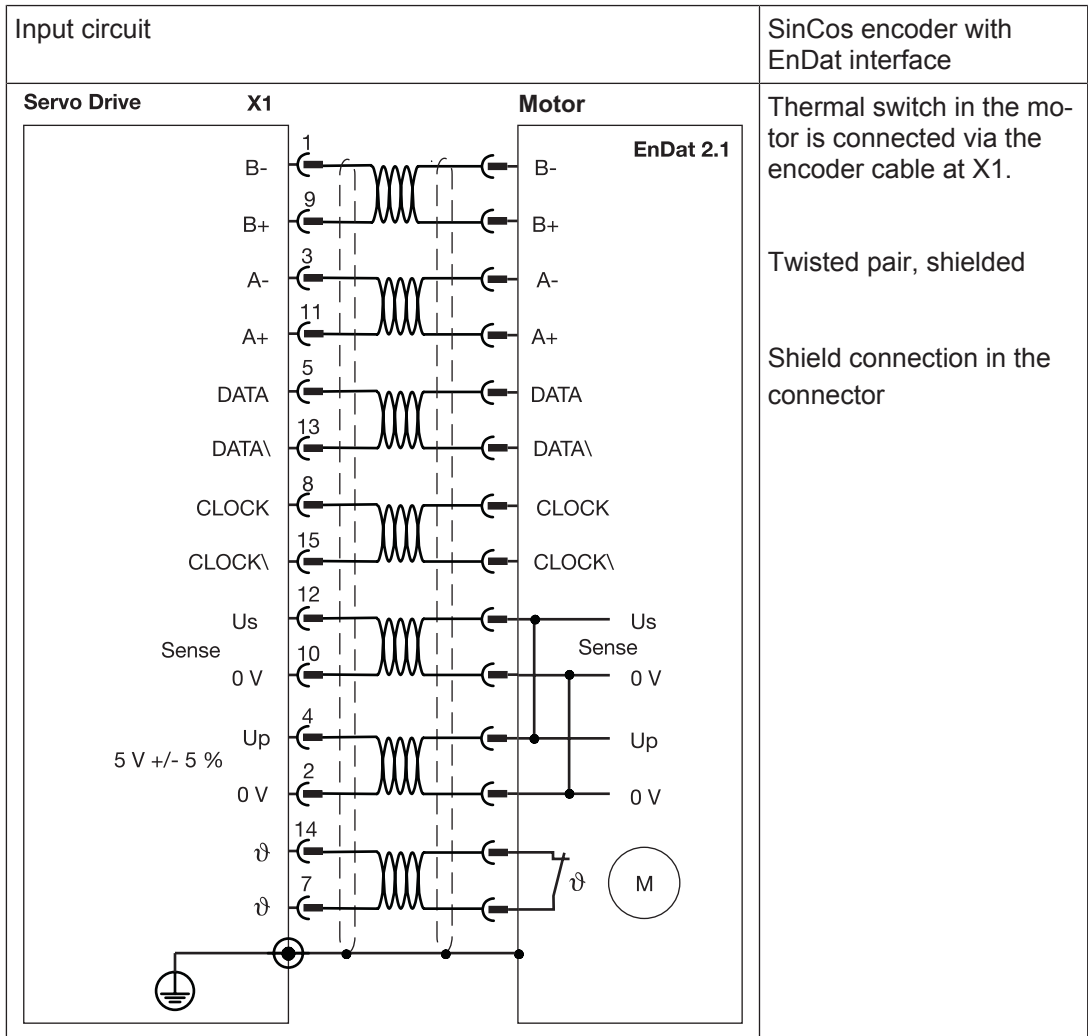 Input circuit
SinCos encoder with
EnDat interface
Servo Drive X1 Motor
EnDat 2.1
1
B- B-
9
B+ B+
3
A- A-
11
A+ A+
5
DATA DATA
13
DATA\ DATA\
8
CLOCK CLOCK
15
CLOCK\ CLOCK\
12
Us Us
Sense Sense
10
0 V 0 V
4
Up Up
5 V +/- 5 %
2
0 V 0 V
14
ϑ
ϑ M
7
ϑ
Thermal switch in the mo-
tor is connected via the
encoder cable at X1.
Twisted pair, shielded
Shield connection in the
connector